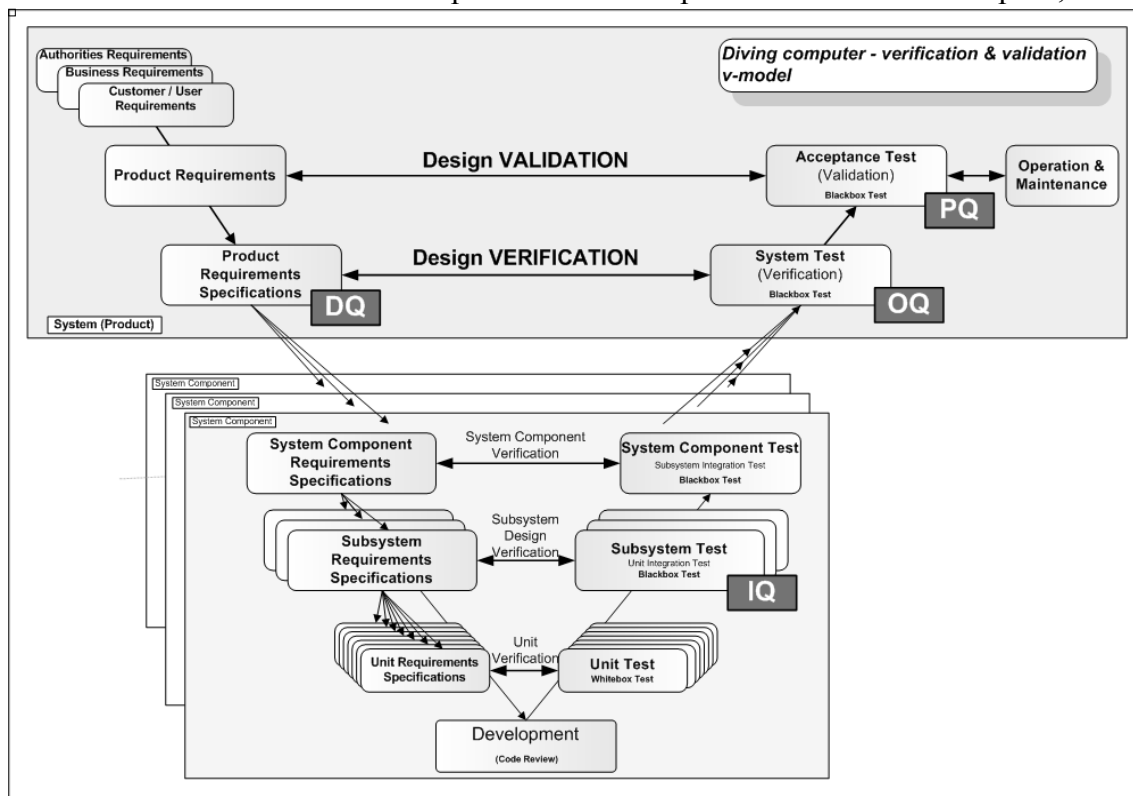 Authorities Requirements
Business Requirements
Customer / User
Requirements
Diving computer - verification & validation
v-model
Product Requirements
Design VALIDATION
Acceptance Test
(Validation)
Blackbox Test
PQ
Operation &
Maintenance
Product
Requirements
Specifications
DQ
Design VERIFICATION
System Test
(Verification)
Blackbox Test
OQ
System (Product)
System Component
System Component
System Component
System Component
Requirements
Specifications
System Component
Verification
System Component Test
Subsystem Integration Test
Blackbox Test
Subsystem
Requirements
Specifications
Subsystem
Design
Verification
Subsystem Test
Unit Integration Test
Blackbox Test
IQ
Unit Requirements
Specifications
Unit
Verification
Unit Test
Whitebox Test
Development
(Code Review)